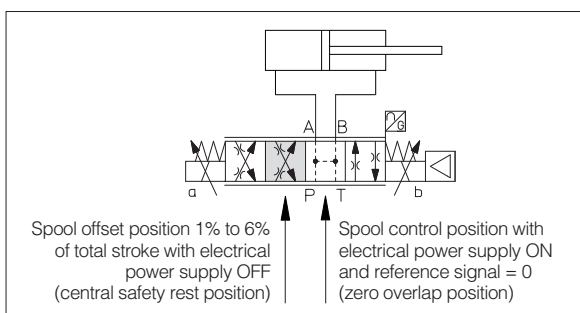 A B
G
a P T b
Spool offset position 1% to 6%
of total stroke with electrical
power supply OFF
(central safety rest position)
Spool control position with
electrical power supply ON
and reference signal = 0
(zero overlap position)